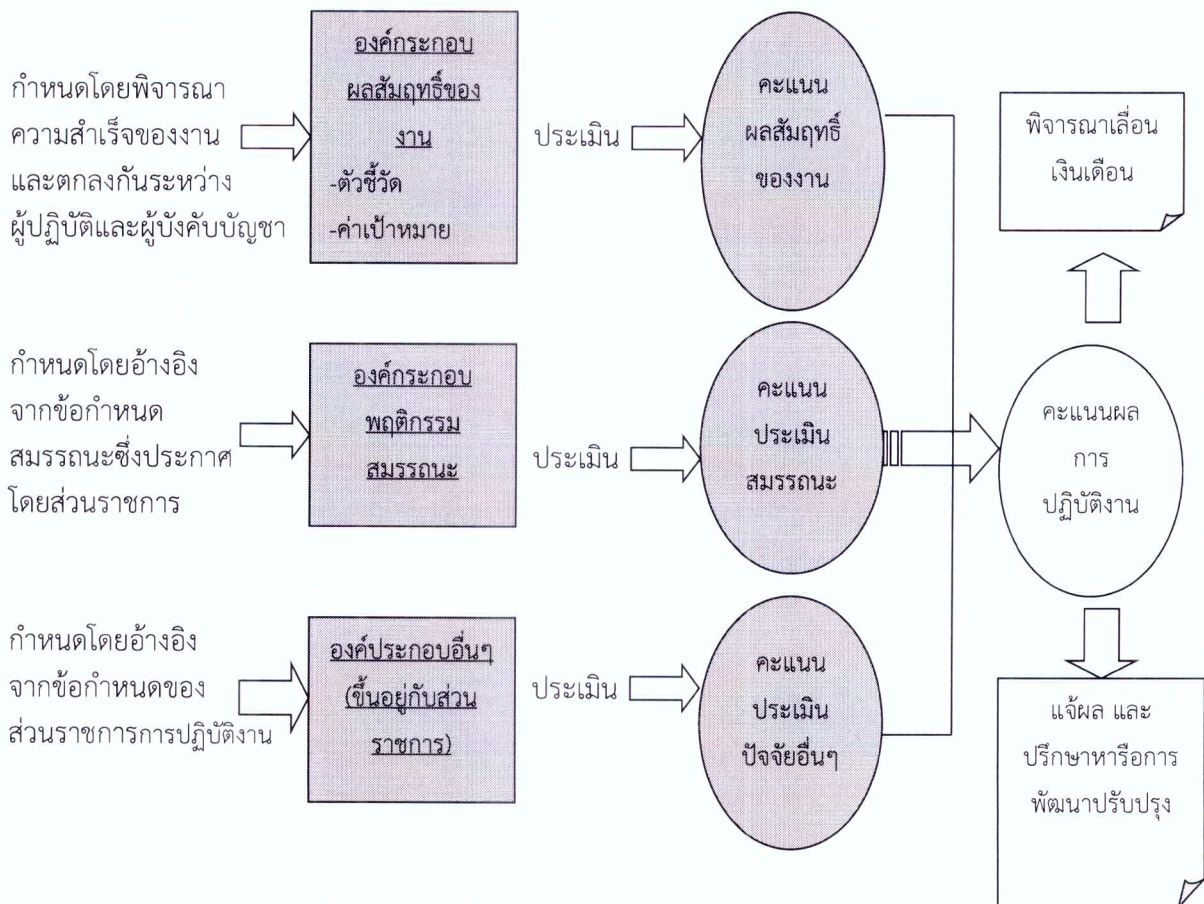 กำหนดโดยพิจารณา
ความสำเร็จของงาน
และตกลงกันระหว่าง
ผู้ปฏิบัติและผู้บังคับบัญชา
องค์กระกอบ
ผลสัมฤทธิ์ของ
งาน
-ตัวชี้วัด
-ค่าเป้าหมาย
ประเมิน
คะแนน
ผลสัมฤทธิ์
ของงาน
พิจารณาเลื่อน
เงินเดือน
กำหนดโดยอ้างอิง
จากข้อกำหนด
สมรรถนะซึ่งประกาศ
โดยส่วนราชการ
องค์กระกอบ
พฤติกรรม
สมรรถนะ
ประเมิน
คะแนน
ประเมิน
สมรรถนะ
คะแนนผล
การ
ปฏิบัติงาน
กำหนดโดยอ้างอิง
จากข้อกำหนดของ
ส่วนราชการการปฏิบัติงาน
องค์ประกอบอื่นๆ
(ขึ้นอยู่กับส่วน
ราชการ)
ประเมิน
คะแนน
ประเมิน
ปัจจัยอื่นๆ
แจ้ผล และ
ปรึกษาหารือการ
พัฒนาปรับปรุง